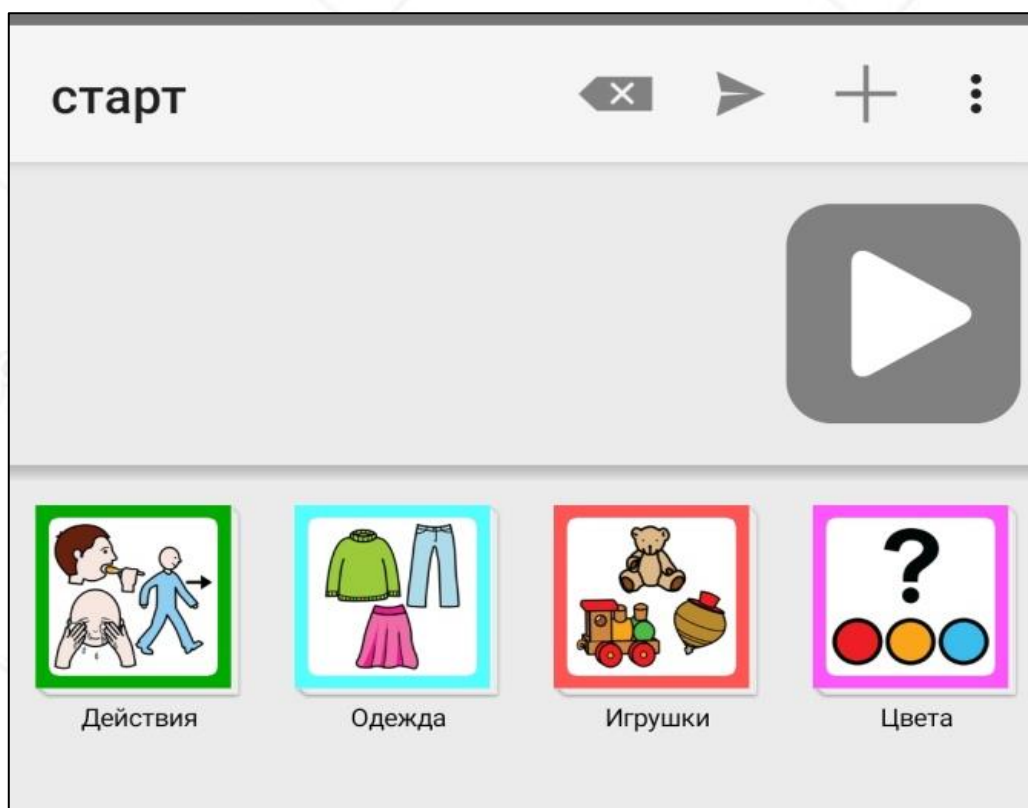 старт
Действия
Одежда
Игрушки
Цвета